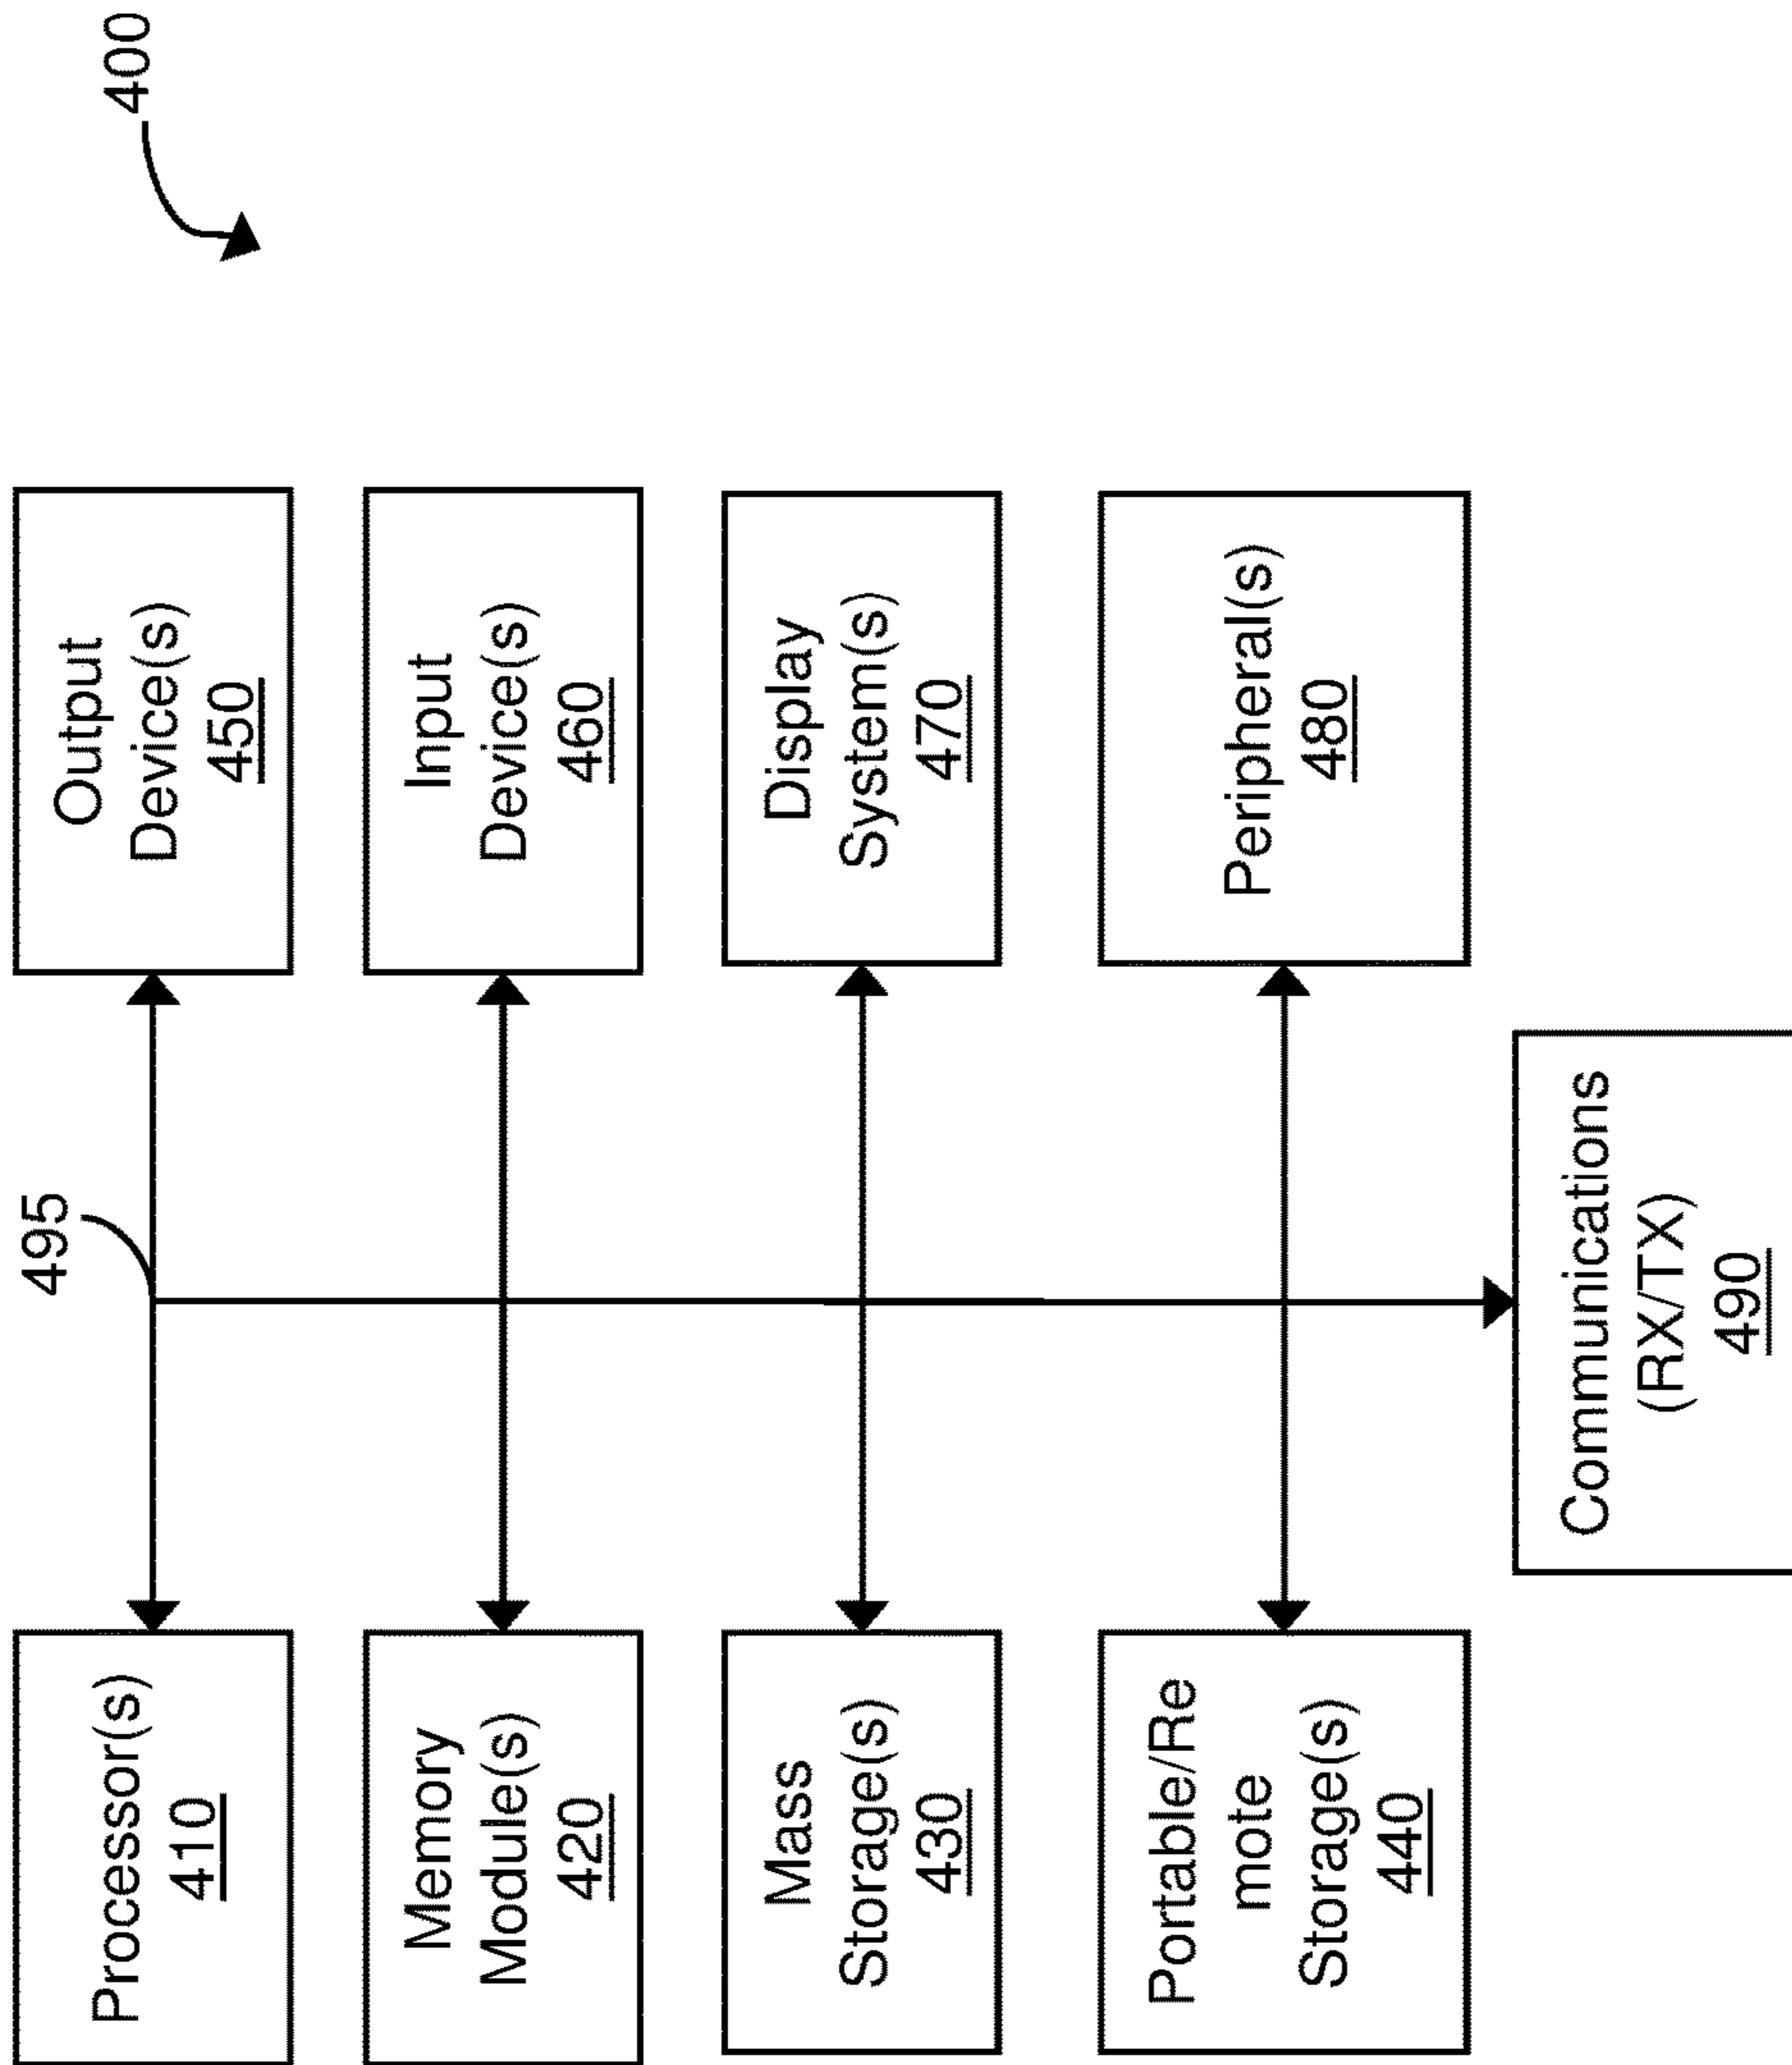 400
495
Processor(s)
410
Output
Device(s)
450
Memory
Module(s)
420
Input
Device(s)
460
Mass
Storage(s)
430
Display
System(s)
470
Portable/Re
mote
Storage(s)
440
Peripheral(s)
480
Communications
(RX/TX)
490